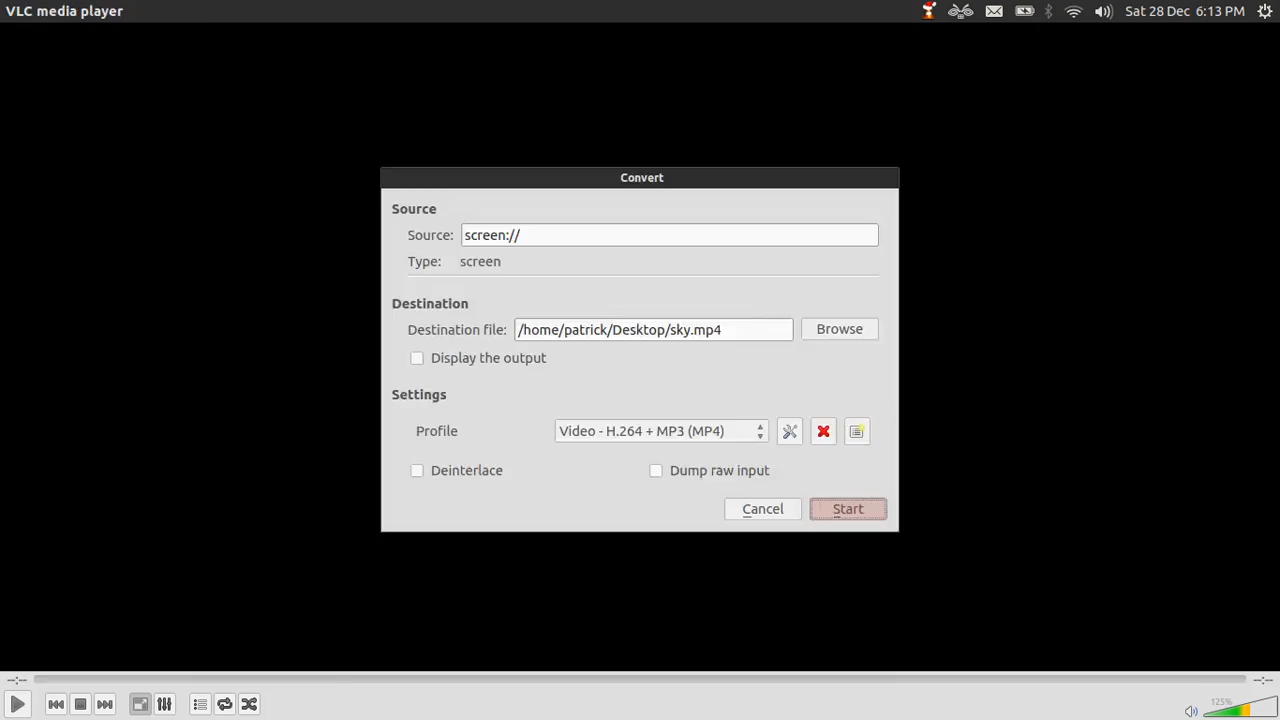 VLC media player
Sat 28 Dec 6:13 PM
Convert
Source
Source: screen://
Type: screen
Destination
Destination file: /home/patrick/Desktop/sky.mp4 Browse
Display the output
Settings
Profile Video - H.264 + MP3 (MP4)
Deinterlace Dump raw input
Cancel Start
--:-- --:--
125%